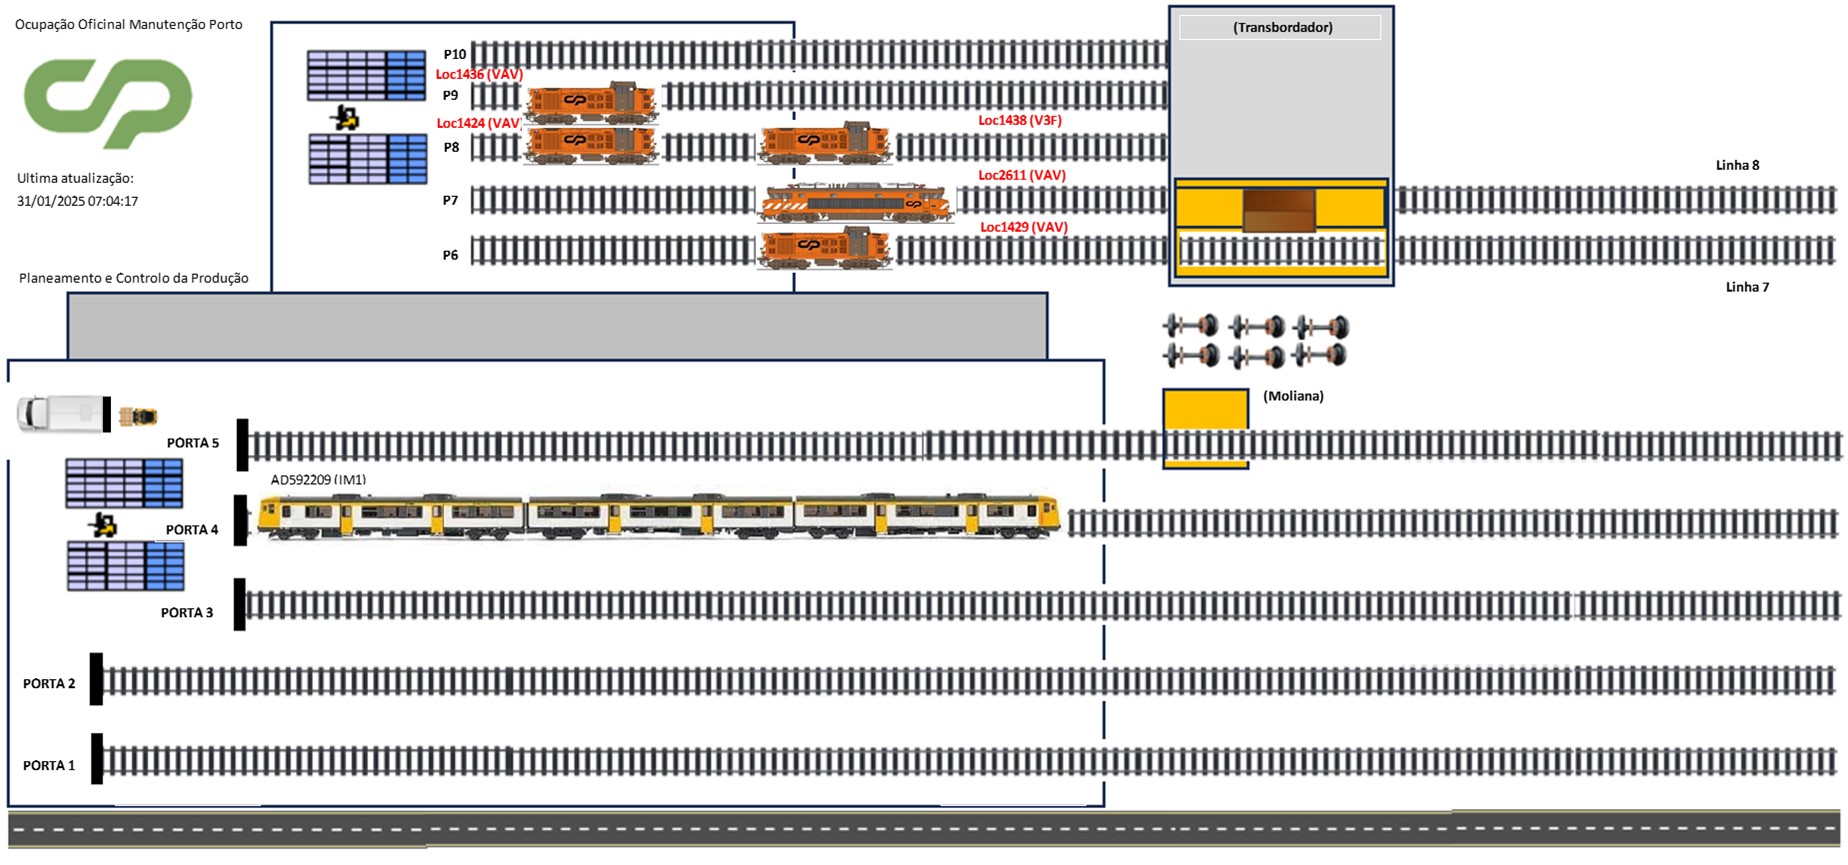 Ocupação Oficinal Manutenção Porto
(Transbordador)
P10
Loc1436 (VAV)
P9
Loc1424 (VAV)
Loc1438 (V3F)
P8
Linha 8
Ultima atualização:
Loc2611 (VAV)
31/01/2025 07:04:17
P7
Loc1429 (VAV)
P6
Planeamento e Controlo da Produção
Linha 7
(Moliana)
PORTA 5
AD592209 (IM1)
PORTA 4
PORTA 3
PORTA 2
PORTA 1